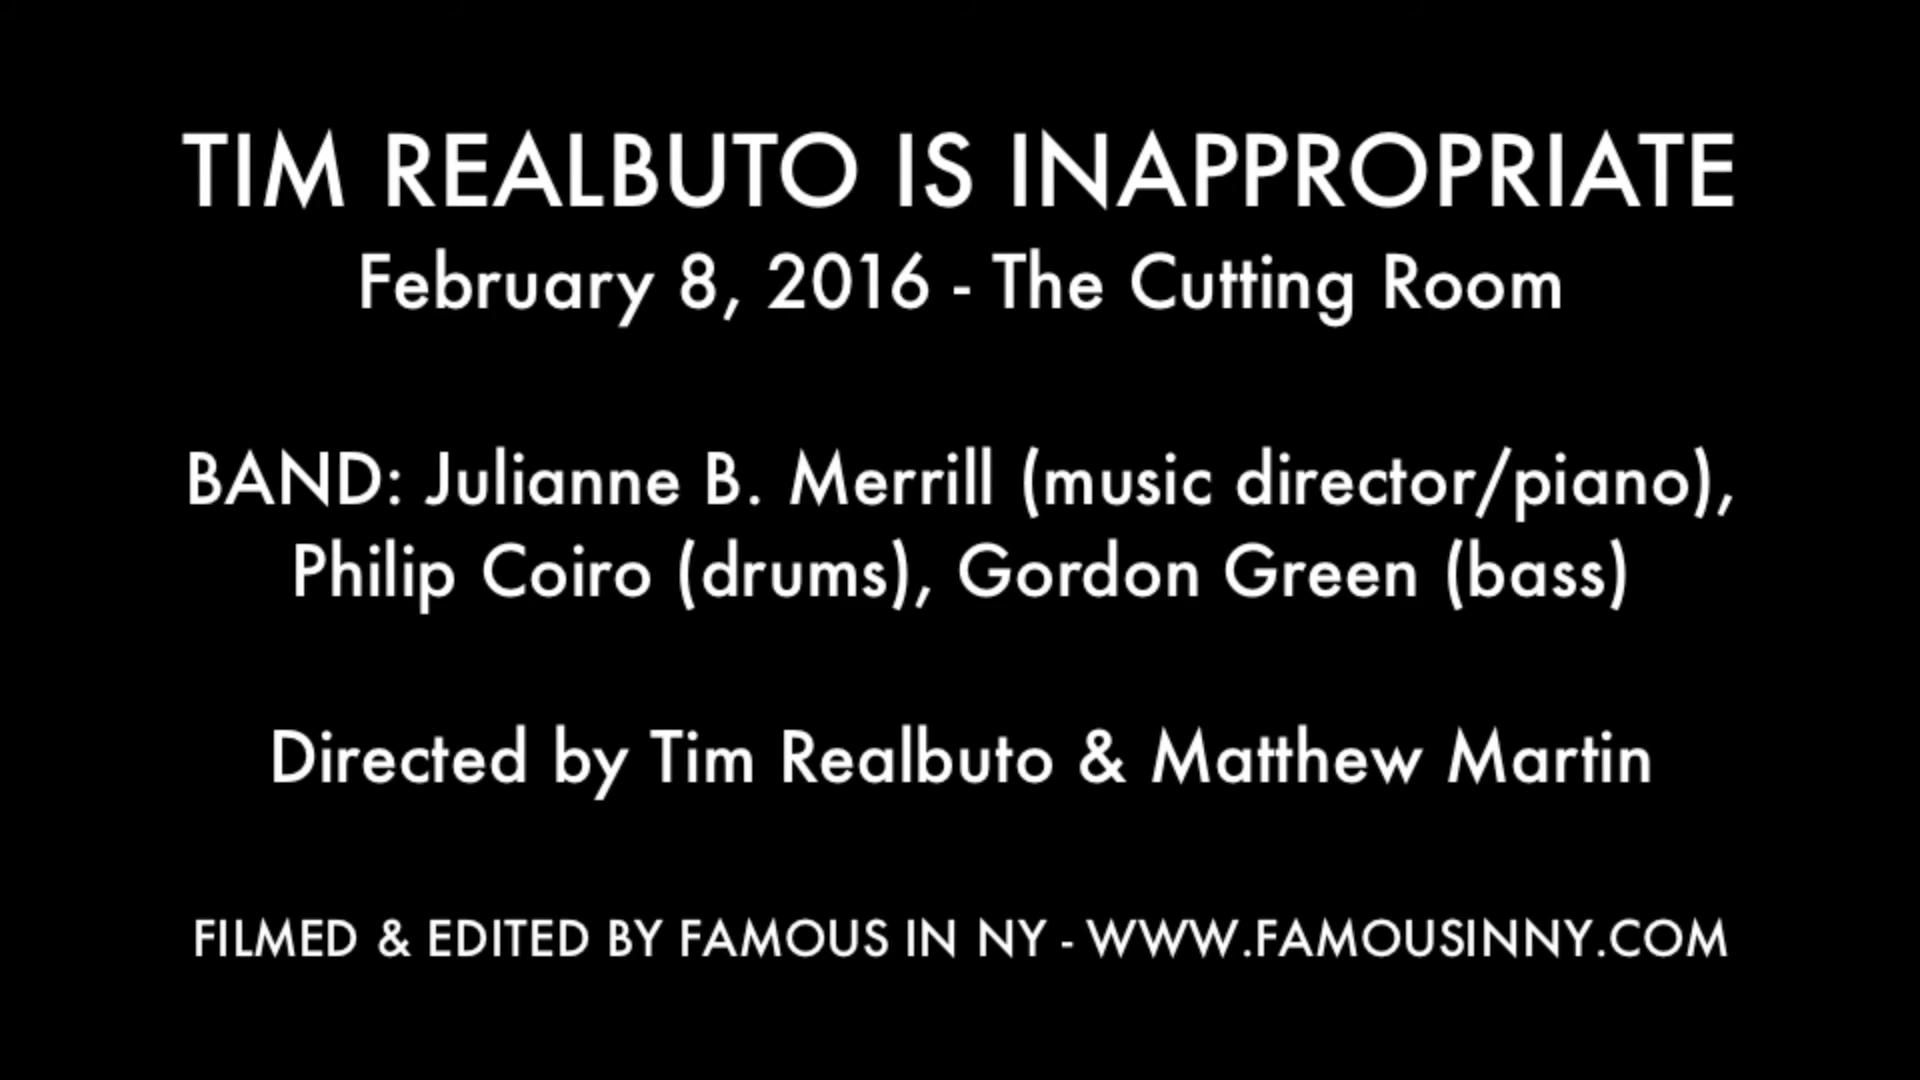 TIM REALBUTO IS INAPPROPRIATE
February 8, 2016 - The Cutting Room
BAND: Julianne B. Merrill (music director/piano),
Philip Coiro (drums), Gordon Green (bass)
Directed by Tim Realbuto & Matthew Martin
FILMED & EDITED BY FAMOUS IN NY - WWW.FAMOUSINNY.COM